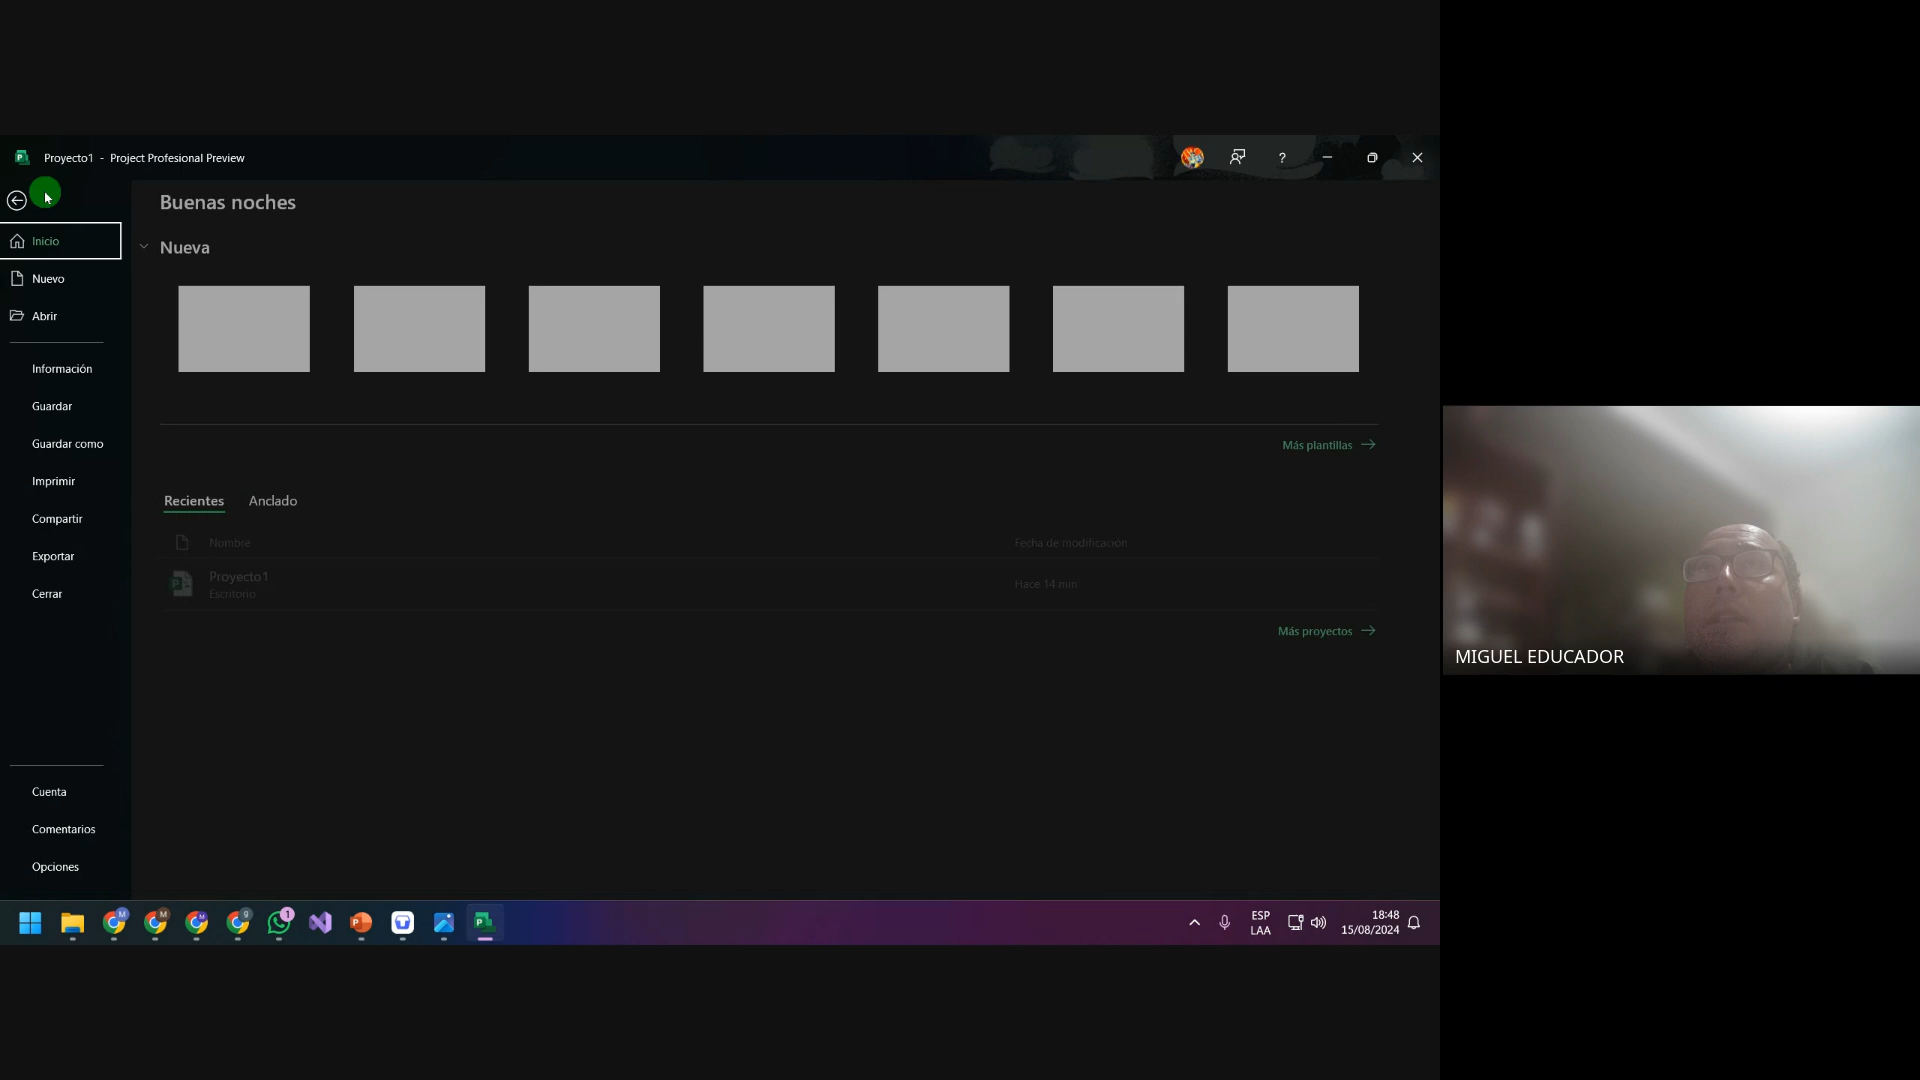 Proyecto1 - Project Profesional Preview
?
Buenas noches
Inicio
Nueva
Nuevo
Abrir
Información
Guardar
Guardar como
Imprimir
Compartir
Exportar
Cerrar
Más plantillas
Recientes Anclado
Nombre Fecha de modificación
Proyecto1 Hace 14 min
Escritorio
Más proyectos
Cuenta
Comentarios
Opciones
MIGUEL EDUCADOR
ESP
LAA
18:48
15/08/2024